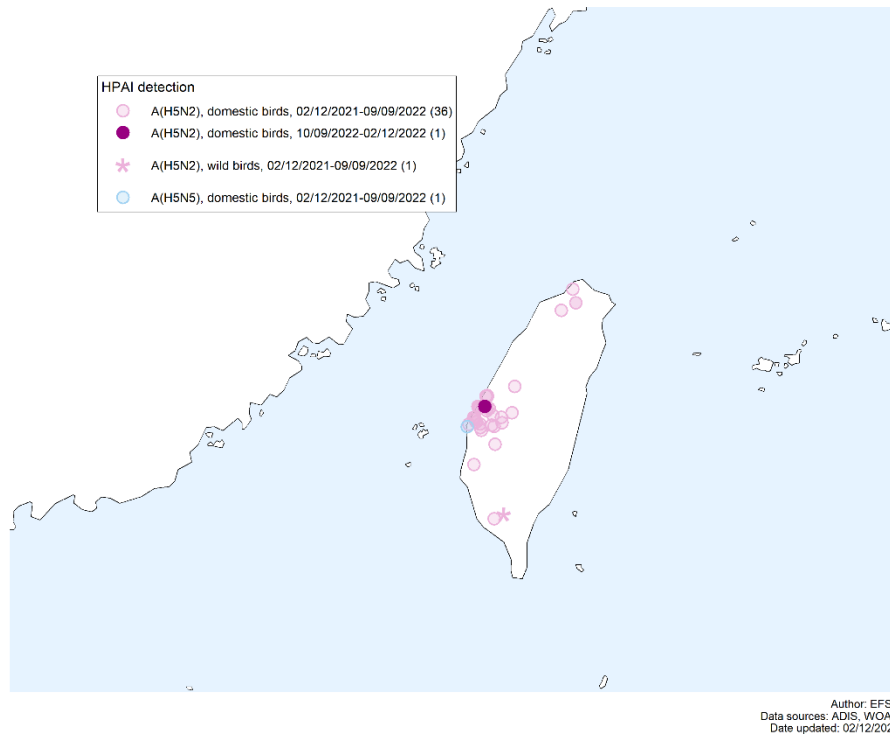 HPAI detection
A(H5N2), domestic birds, 02/12/2021-09/09/2022 (36)
A(H5N2), domestic birds, 10/09/2022-02/12/2022 (1)
A(H5N2), wild birds, 02/12/2021-09/09/2022 (1)
A(H5N5), domestic birds, 02/12/2021-09/09/2022 (1)
Author: EFS
Data sources: ADIS, WOA
Date updated: 02/12/202